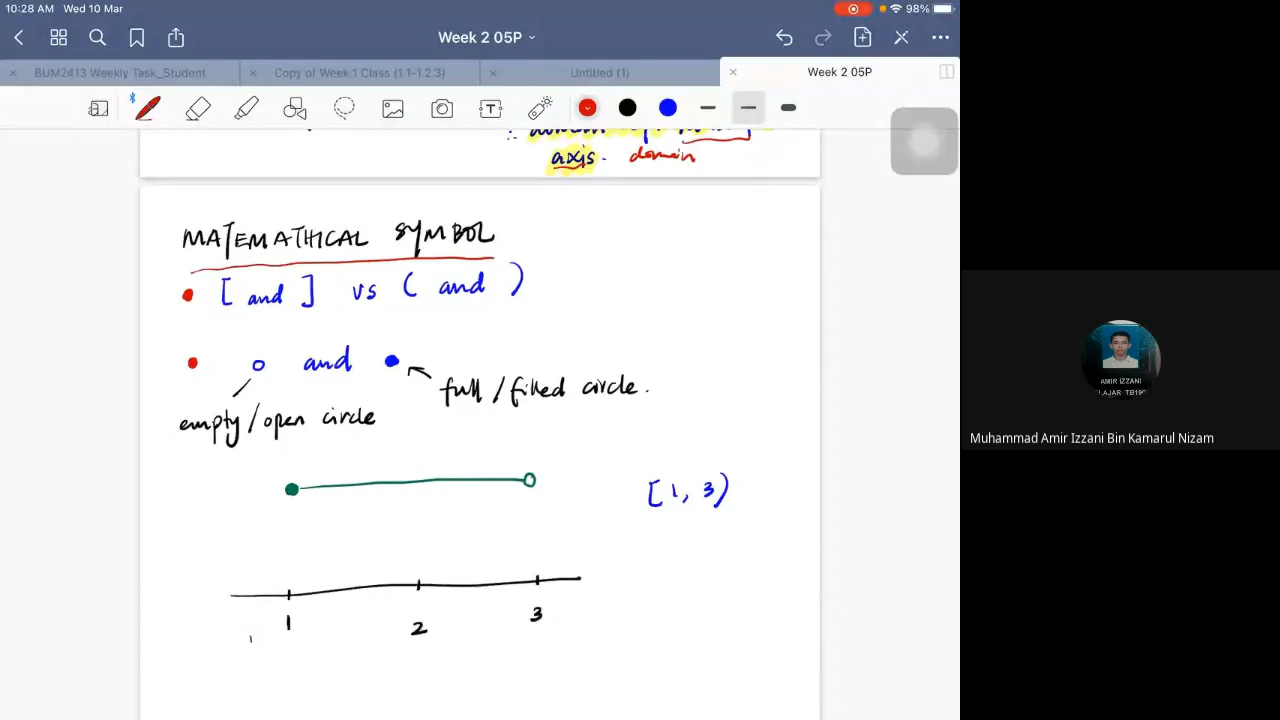 10:28 AM Wed 10 Mar
98%
Week 2 05P
BUM2413 Weekly Task_Student
Copy of Week 1 Class (1.1-1.2.3)
Untitled (1)
Week 2 05P
axis. domain
MATEMATHICAL SYMBOL
[ and ] vs ( and )
and
full/filled circle.
empty/open circle
[1, 3)
1 2 3
AMIR IZZANI
Muhammad Amir Izzani Bin Kamarul Nizam